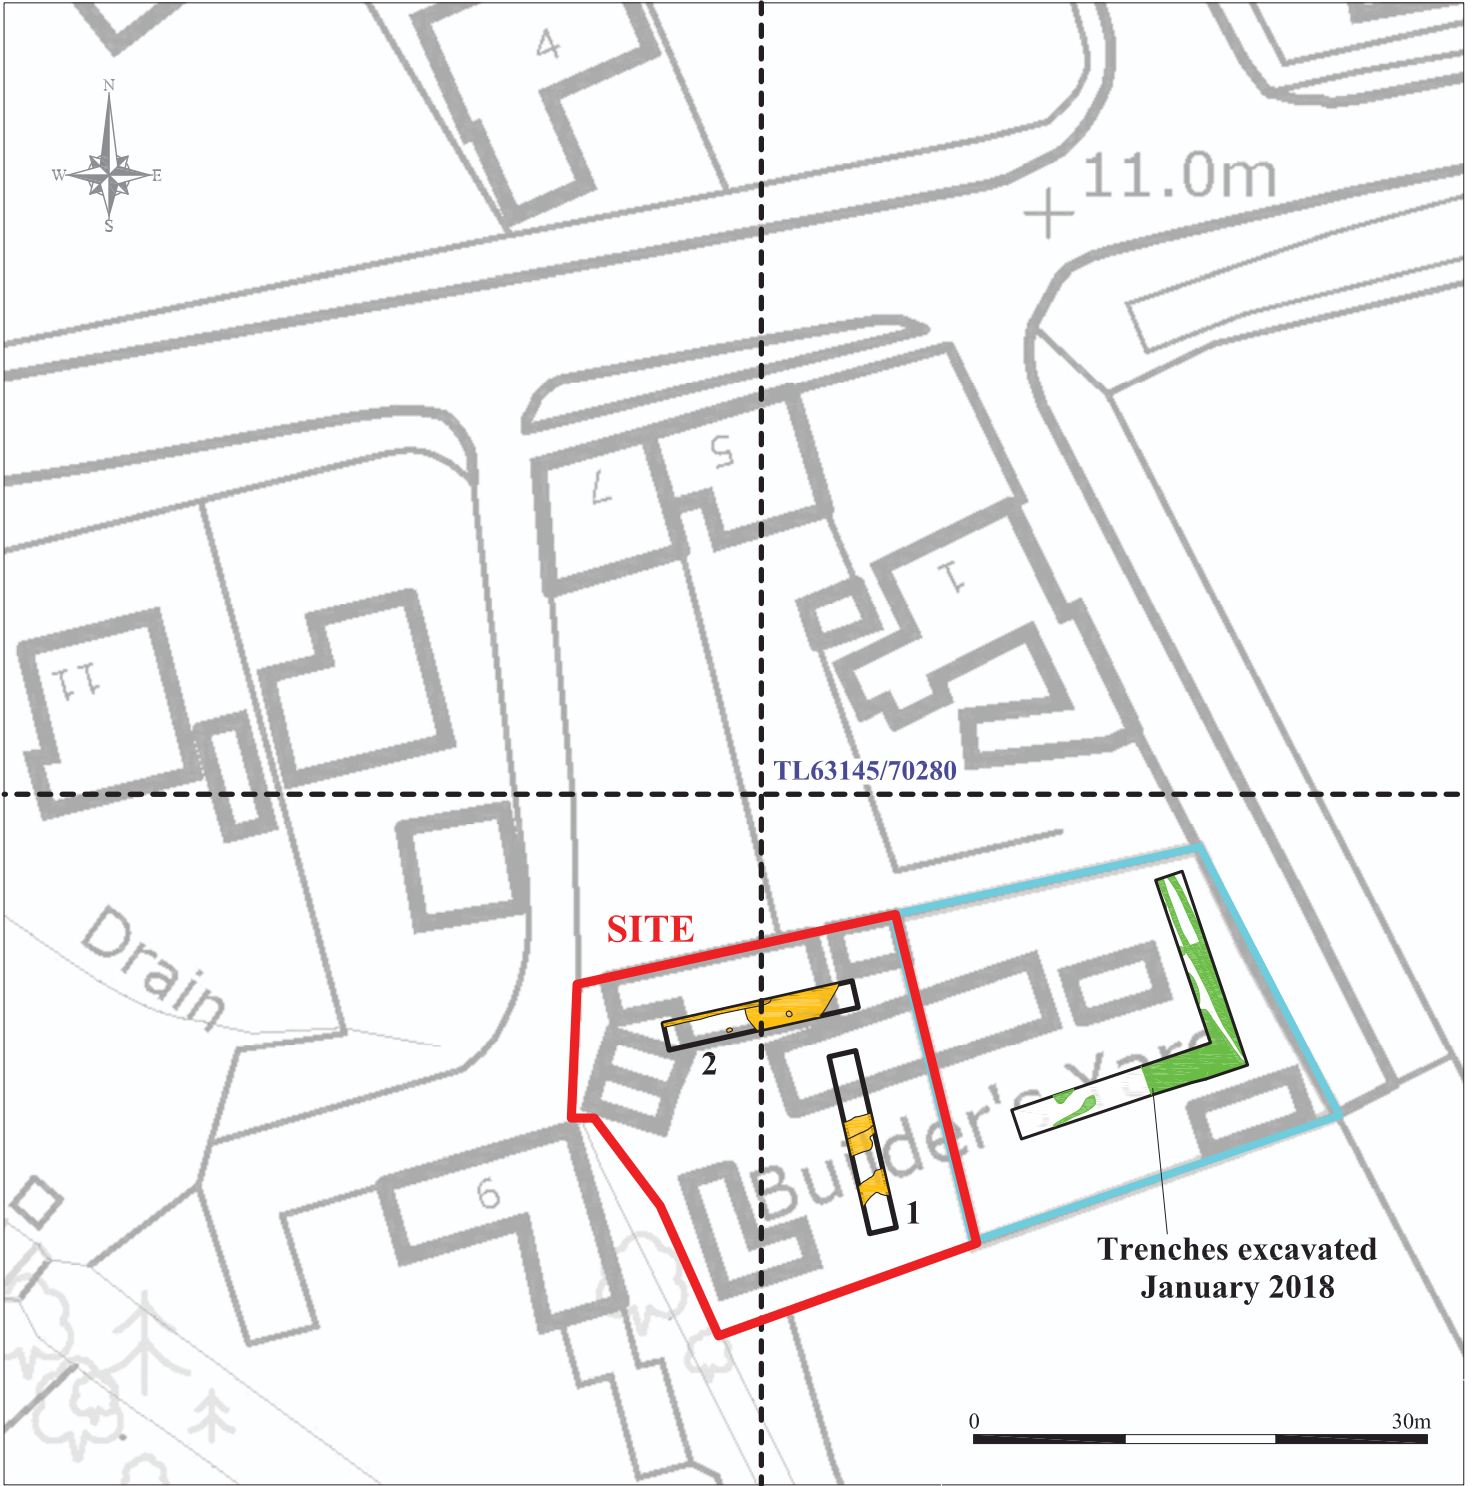 4
N
W E
S
11.0m
5
7
1
11
TL63145/70280
SITE
Drain
2
Builder's Yard
1
6
Trenches excavated
January 2018
0 30m